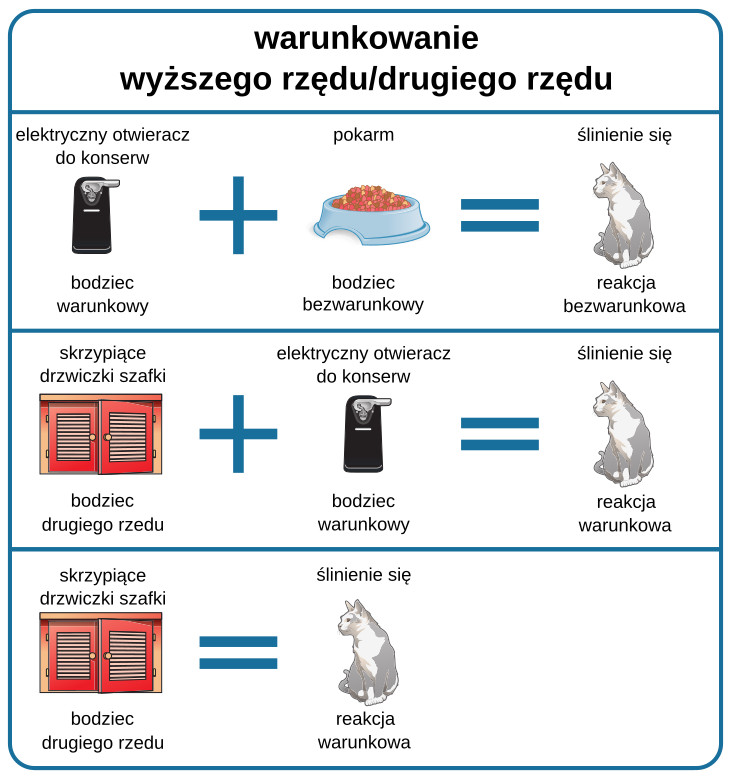 warunkowanie
wyższego rzędu/drugiego rzędu
elektryczny otwieracz
do konserw
pokarm
ślinienie się
bodziec
warunkowy
bodziec
bezwarunkowy
reakcja
bezwarunkowa
skrzypiące
drzwiczki szafki
elektryczny otwieracz
do konserw
ślinienie się
bodziec
drugiego rzedu
bodziec
warunkowy
reakcja
warunkowa
skrzypiące
drzwiczki szafki
ślinienie się
bodziec
drugiego rzedu
reakcja
warunkowa